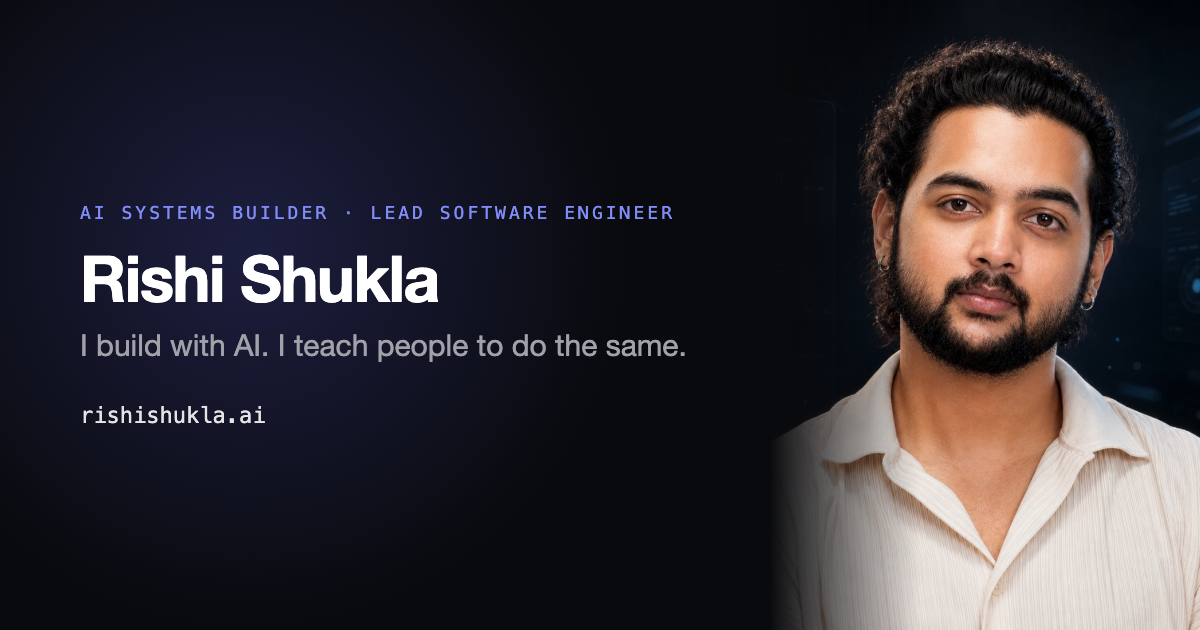 AI SYSTEMS BUILDER · LEAD SOFTWARE ENGINEER
Rishi Shukla
I build with AI. I teach people to do the same.
rishishukla.ai